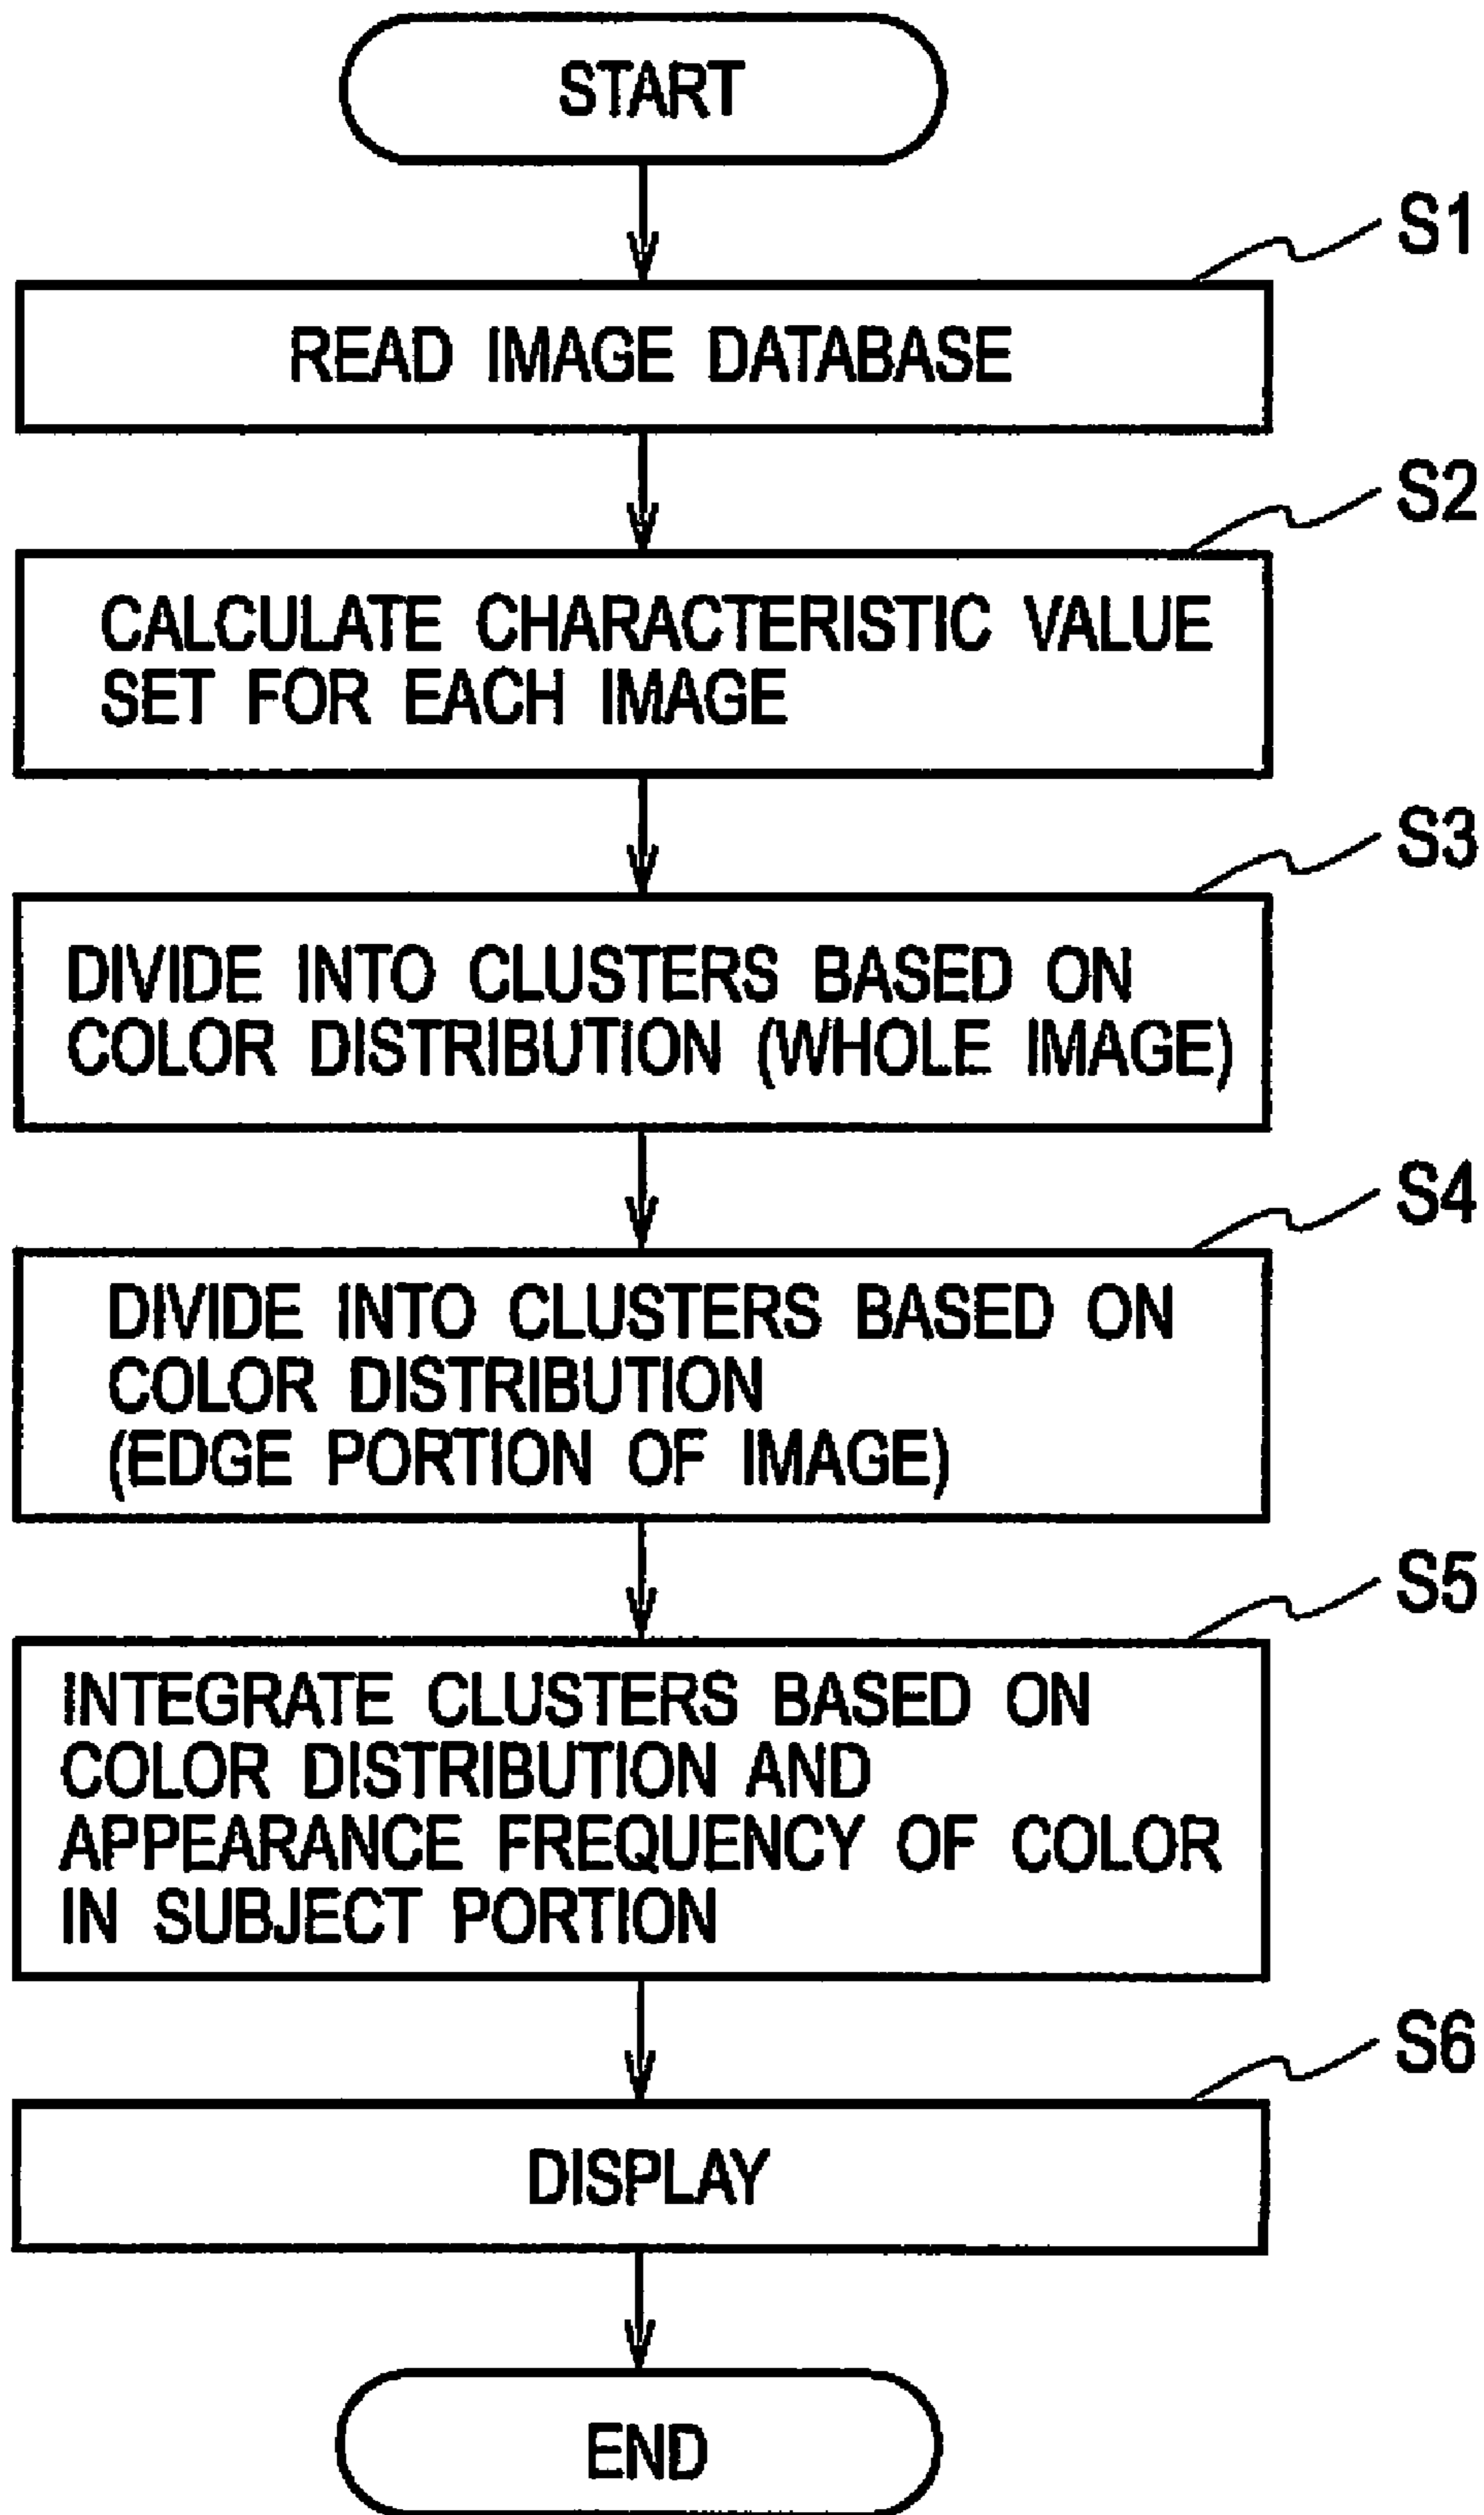 START
S1
READ IMAGE DATABASE
S2
CALCULATE CHARACTERISTIC VALUE
SET FOR EACH IMAGE
S3
DIVIDE INTO CLUSTERS BASED ON
COLOR DISTRIBUTION (WHOLE IMAGE)
S4
DIVIDE INTO CLUSTERS BASED ON
COLOR DISTRIBUTION
(EDGE PORTION OF IMAGE)
S5
INTEGRATE CLUSTERS BASED ON
COLOR DISTRIBUTION AND
APPEARANCE FREQUENCY OF COLOR
IN SUBJECT PORTION
S6
DISPLAY
END